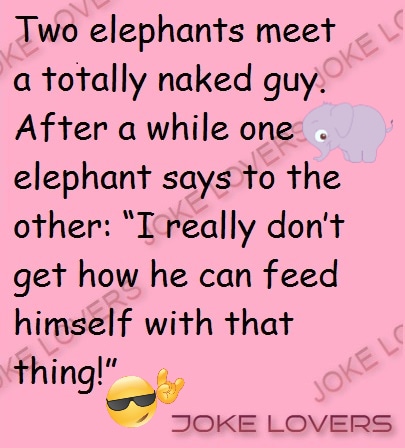 Two elephants meet
a totally naked guy.
After a while one
elephant says to the
other: “I really don’t
get how he can feed
himself with that
thing!”
JOKE LOVERS